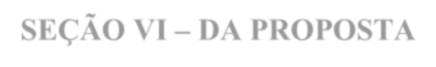 SEÇÃO VI – DA PROPOSTA